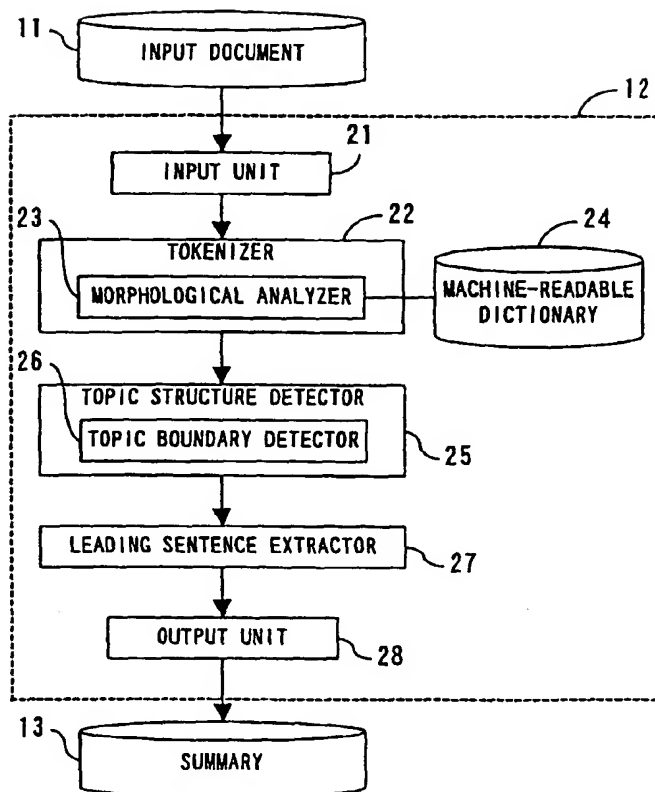 11
INPUT DOCUMENT
12
21
INPUT UNIT
23
22
24
TOKENIZER
MORPHOLOGICAL ANALYZER
MACHINE-READABLE
DICTIONARY
26
TOPIC STRUCTURE DETECTOR
TOPIC BOUNDARY DETECTOR
25
LEADING SENTENCE EXTRACTOR
27
OUTPUT UNIT
28
13
SUMMARY